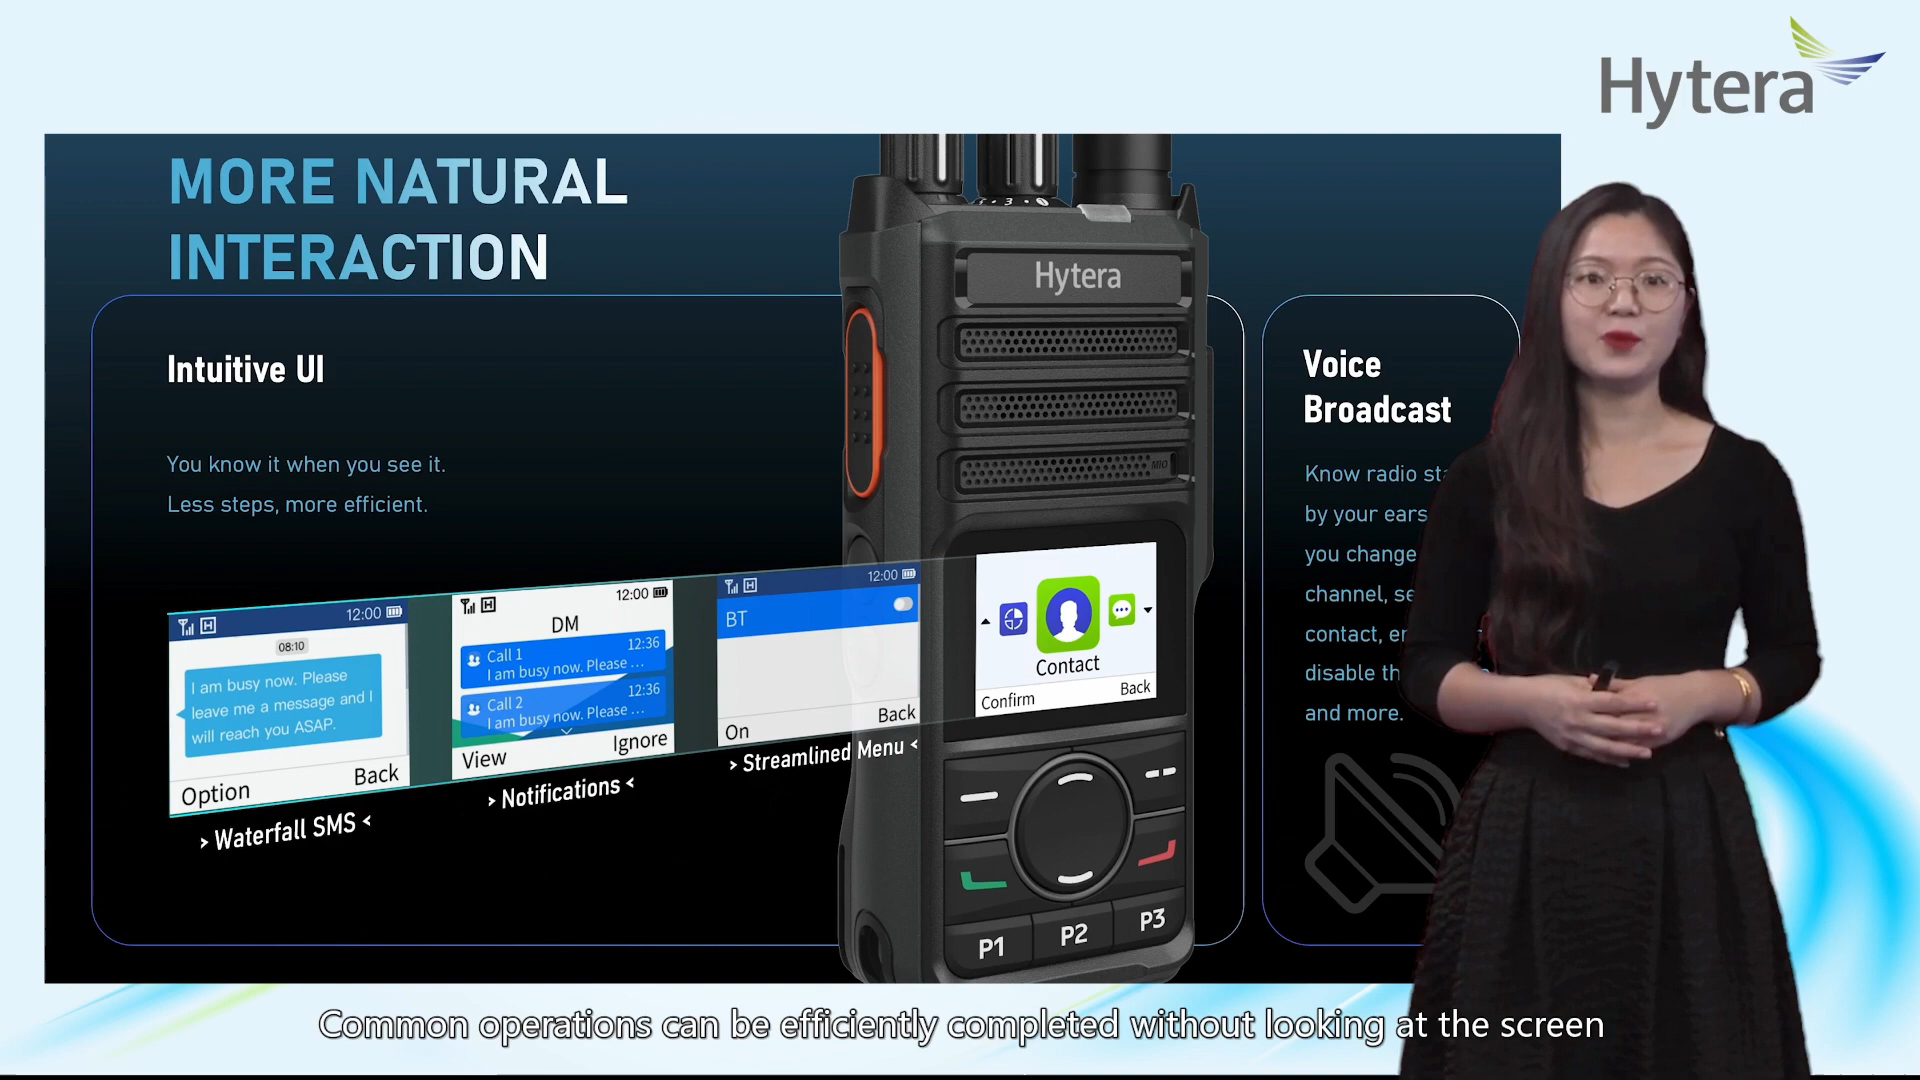 Hytera
MORE NATURAL
INTERACTION
Intuitive UI
You know it when you see it.
Less steps, more efficient.
12:00
08:10
I am busy now. Please
leave me a message and I
will reach you ASAP.
Option Back
> Waterfall SMS <
12:00
DM
Call 1 12:36
I am busy now. Please ...
Call 2 12:36
I am busy now. Please ...
View Ignore
> Notifications <
12:00
BT
On Back
> Streamlined Menu <
3
Hytera
MIC
Contact
Confirm Back
P1 P2 P3
Voice
Broadcast
Know radio
by your ears
you change
channel,
contact,
disable
and more.
Common operations can be efficiently completed without looking at the screen